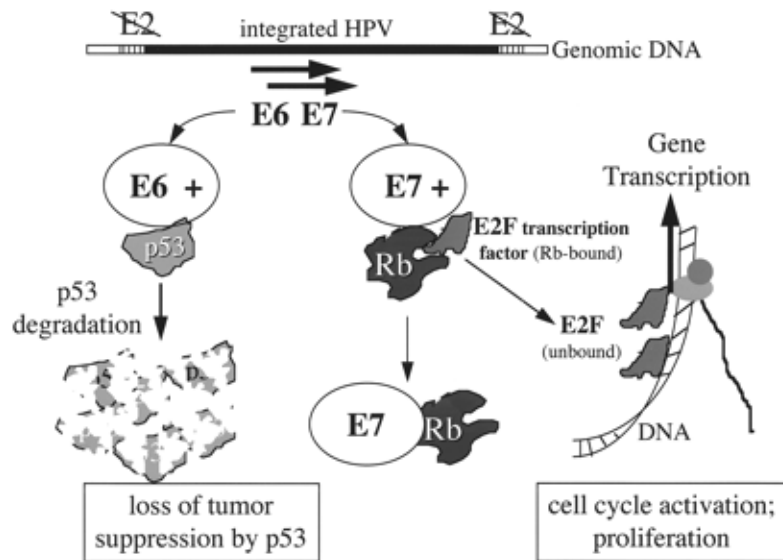 E2
integrated HPV
E2
Genomic DNA
E6 E7
E6 +
p53
E7 +
Rb
E2F transcription
factor (Rb-bound)
Gene
Transcription
p53
degradation
E2F
(unbound)
E7
Rb
DNA
loss of tumor
suppression by p53
cell cycle activation;
proliferation